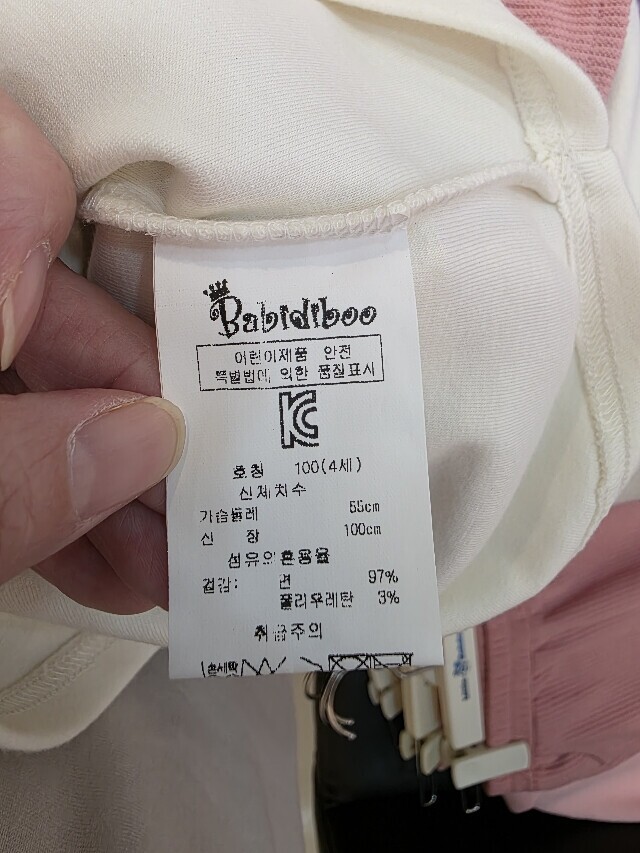 Babidiboo
어린이제품 안전
특별법에 의한 품질표시
KC
호칭 100(4세)
신체치수
가슴둘레 55cm
신 장 100cm
섬유의혼용율
겉감: 면 97%
폴리우레탄 3%
취급주의